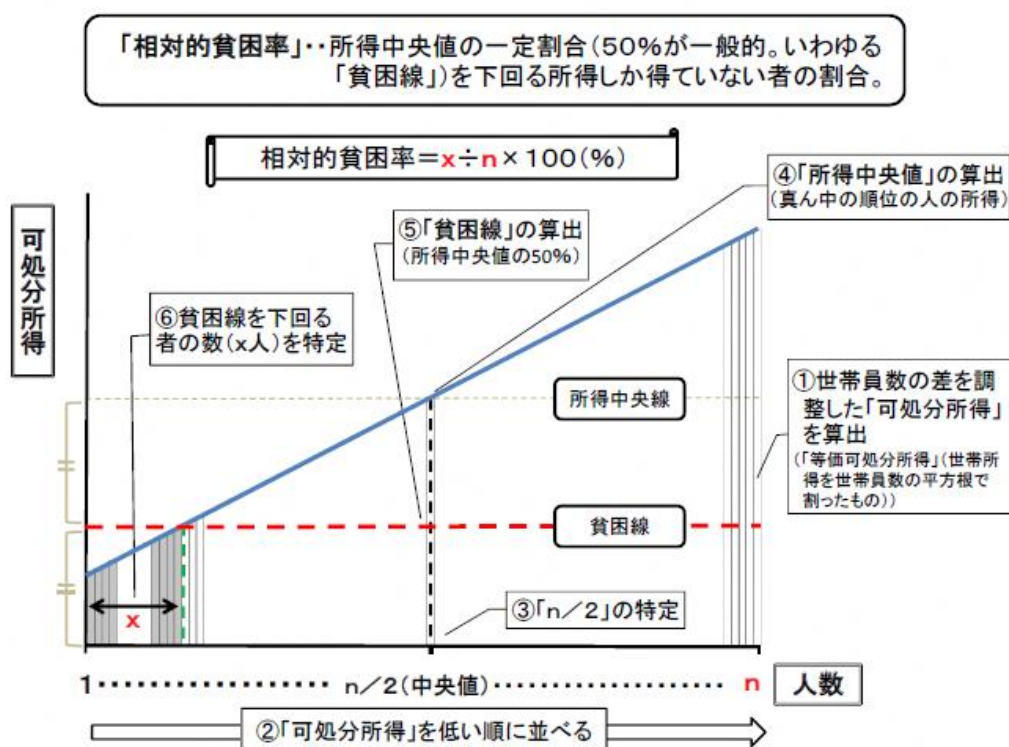 「相対的貧困率」‥所得中央値の一定割合(50%が一般的。いわゆる
「貧困線」)を下回る所得しか得ていない者の割合。
相対的貧困率=x÷n×100(%)
④「所得中央値」の算出
(真ん中の順位の人の所得)
⑤「貧困線」の算出
(所得中央値の50%)
可処分所得
⑥貧困線を下回る
者の数(x人)を特定
所得中央線
①世帯員数の差を調
整した「可処分所得」
を算出
(「等価可処分所得」(世帯所
得を世帯員数の平方根で
割ったもの))
貧困線
x
③「n/2」の特定
1‥‥‥‥‥‥‥‥n/2(中央値)‥‥‥‥‥‥‥‥n 人数
②「可処分所得」を低い順に並べる